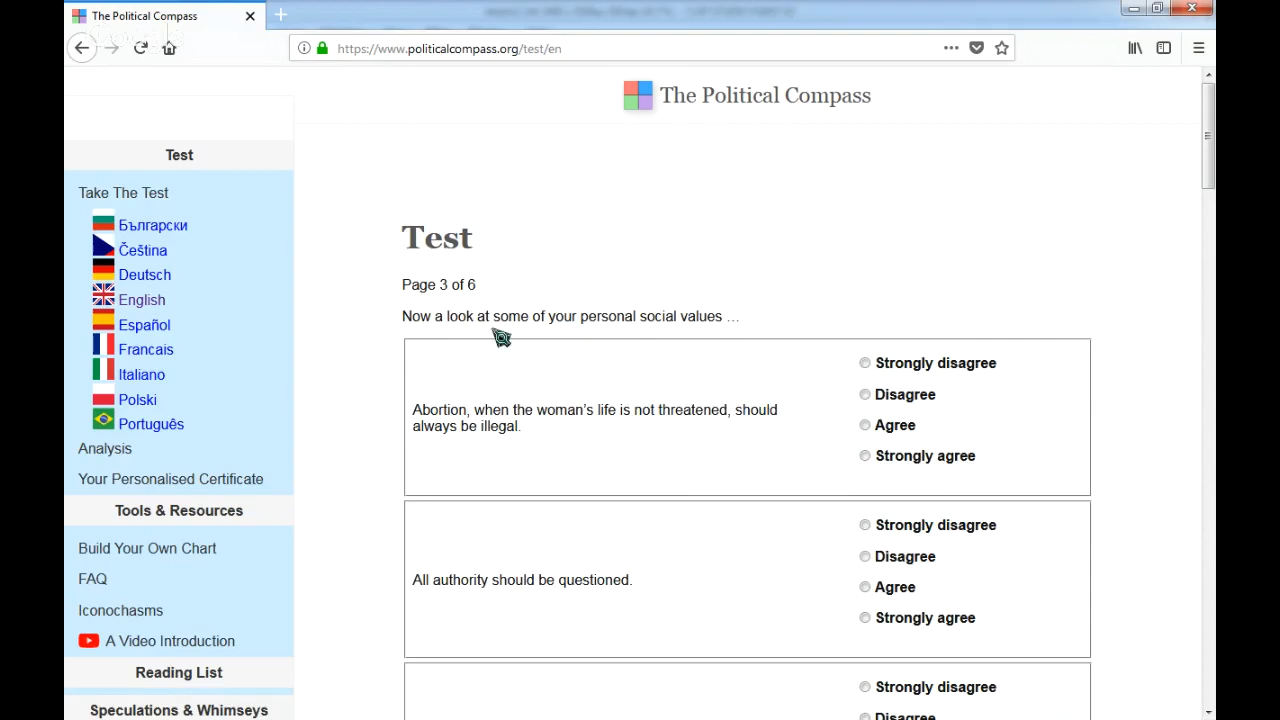 The Political Compass
https://www.politicalcompass.org/test/en
The Political Compass
Test
Take The Test
Български
Čeština
Deutsch
English
Español
Francais
Italiano
Polski
Português
Analysis
Your Personalised Certificate
Tools & Resources
Build Your Own Chart
FAQ
Iconochasms
A Video Introduction
Reading List
Speculations & Whimseys
Test
Page 3 of 6
Now a look at some of your personal social values …
Abortion, when the woman’s life is not threatened, should
always be illegal.
Strongly disagree
Disagree
Agree
Strongly agree
All authority should be questioned.
Strongly disagree
Disagree
Agree
Strongly agree
Strongly disagree
Disagree